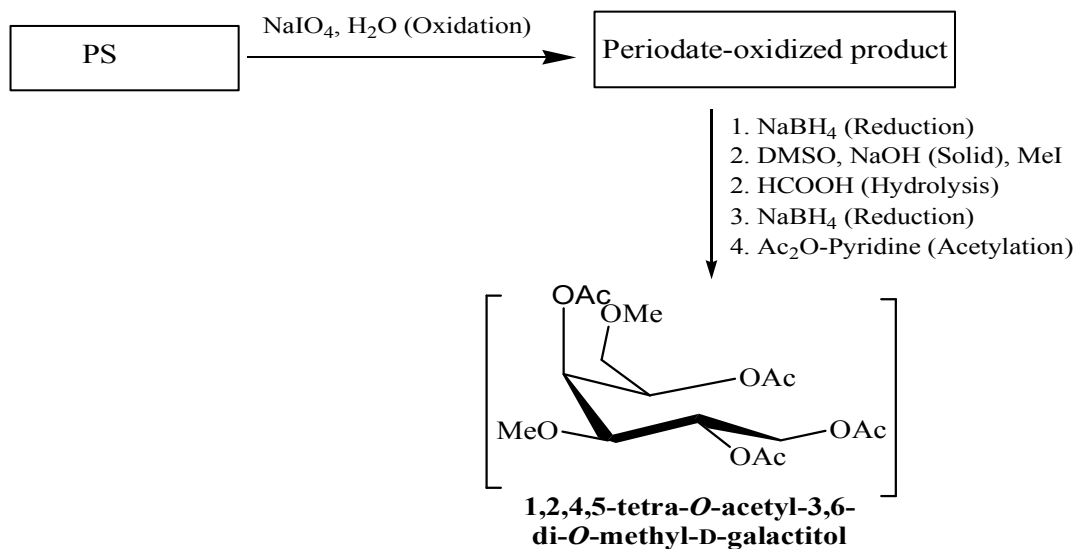 NaIO4, H2O (Oxidation)
PS
Periodate-oxidized product
1. NaBH4 (Reduction)
2. DMSO, NaOH (Solid), MeI
2. HCOOH (Hydrolysis)
3. NaBH4 (Reduction)
4. Ac2O-Pyridine (Acetylation)
OAc
OMe
OAc
MeO
OAc
OAc
1,2,4,5-tetra-O-acetyl-3,6-
di-O-methyl-D-galactitol